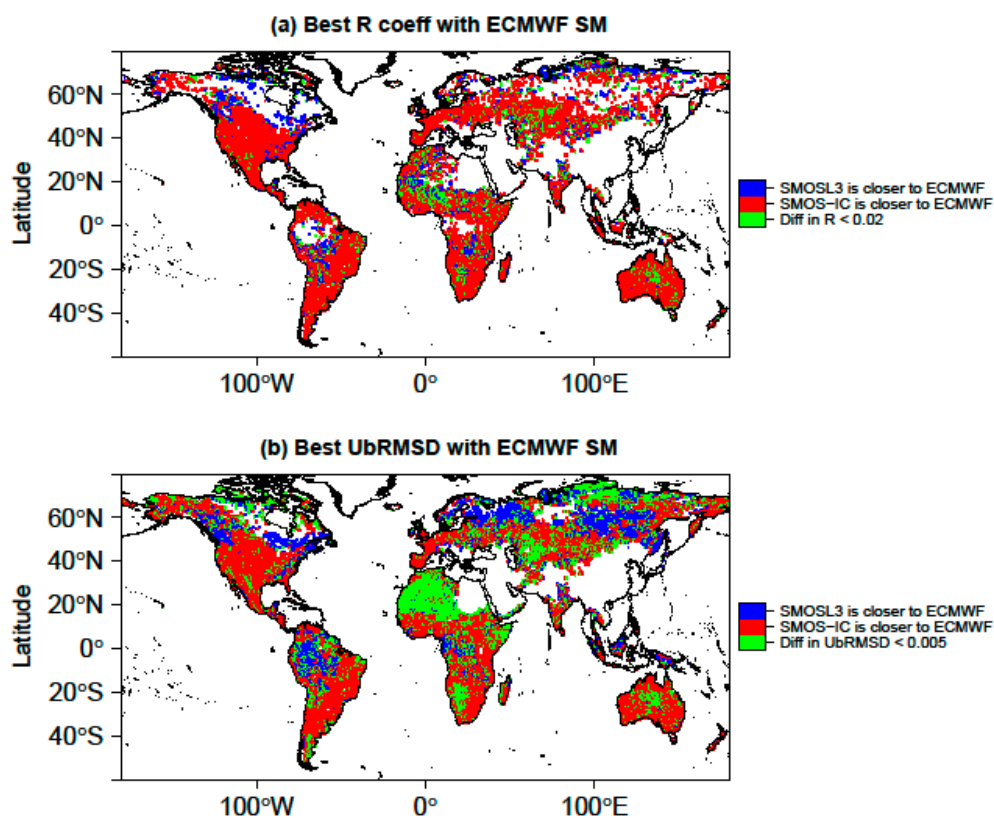 (a) Best R coeff with ECMWF SM
Latitude
60°N
40°N
20°N
0°
20°S
40°S
100°W
0°
100°E
SMOSL3 is closer to ECMWF
SMOS-IC is closer to ECMWF
Diff in R < 0.02
(b) Best UbRMSD with ECMWF SM
Latitude
60°N
40°N
20°N
0°
20°S
40°S
100°W
0°
100°E
SMOSL3 is closer to ECMWF
SMOS-IC is closer to ECMWF
Diff in UbRMSD < 0.005